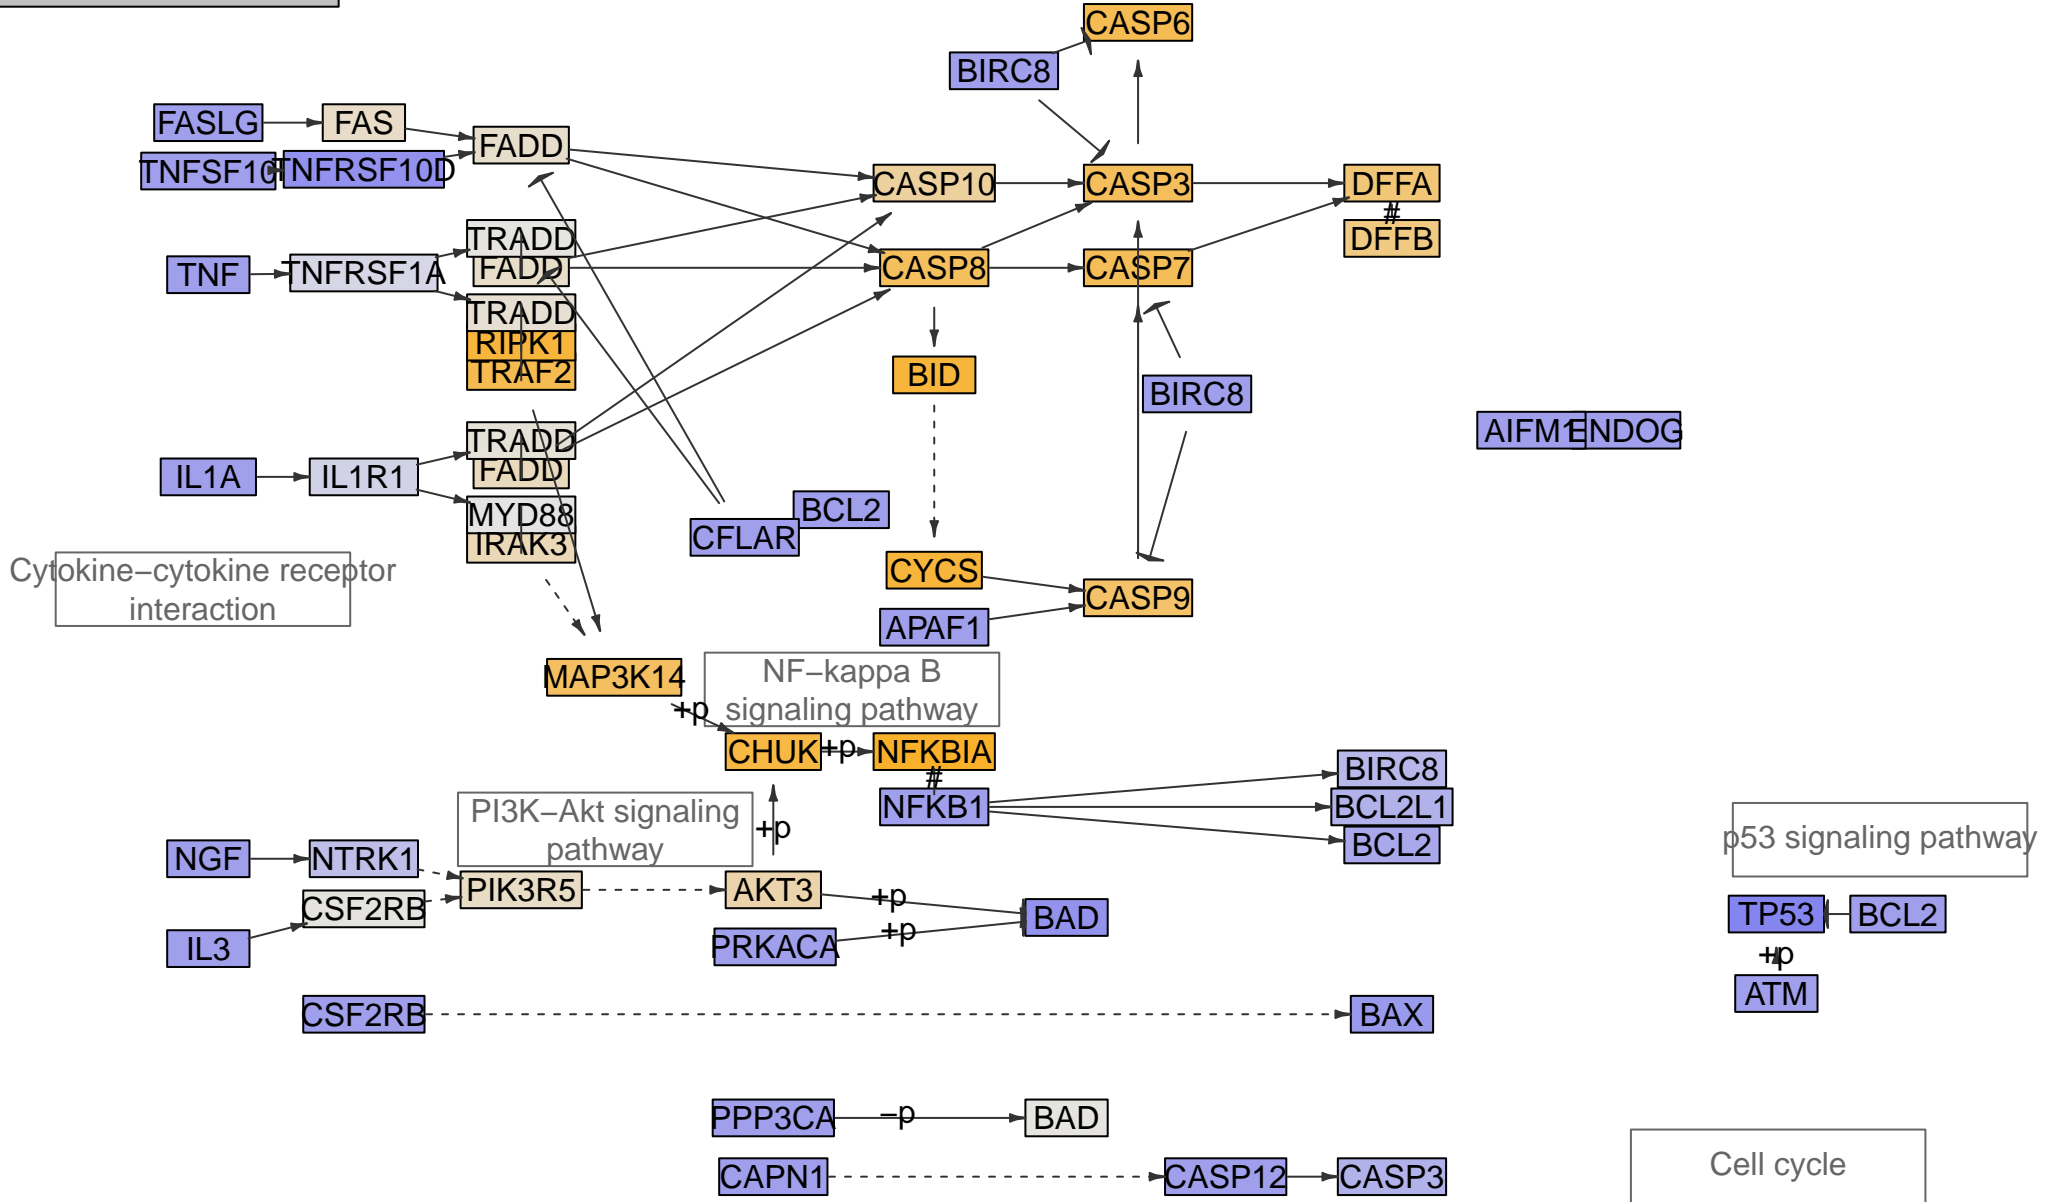 CASP6
BIRC8
FASLG
FAS
FADD
TNFSF10
TNFRSF10D
CASP10
CASP3
DFFA
#
DFFB
TRADD
FADD
TNF
TNFRSF1A
CASP8
CASP7
TRADD
RIPK1
TRAF2
BID
BIRC8
AIFM1
ENDOG
TRADD
FADD
IL1A
IL1R1
MYD88
IRAK3
BCL2
CFLAR
Cytokine–cytokine receptor
interaction
CYCS
CASP9
APAF1
MAP3K14
NF–kappa B
signaling pathway
+p
CHUK
+p
NFKBIA
#
NFKB1
BIRC8
BCL2L1
BCL2
PI3K–Akt signaling
pathway
+p
p53 signaling pathway
NGF
NTRK1
PIK3R5
AKT3
+p
CSF2RB
BAD
+p
PRKACA
IL3
TP53
BCL2
+p
ATM
CSF2RB
BAX
PPP3CA
–p
BAD
CAPN1
CASP12
CASP3
Cell cycle